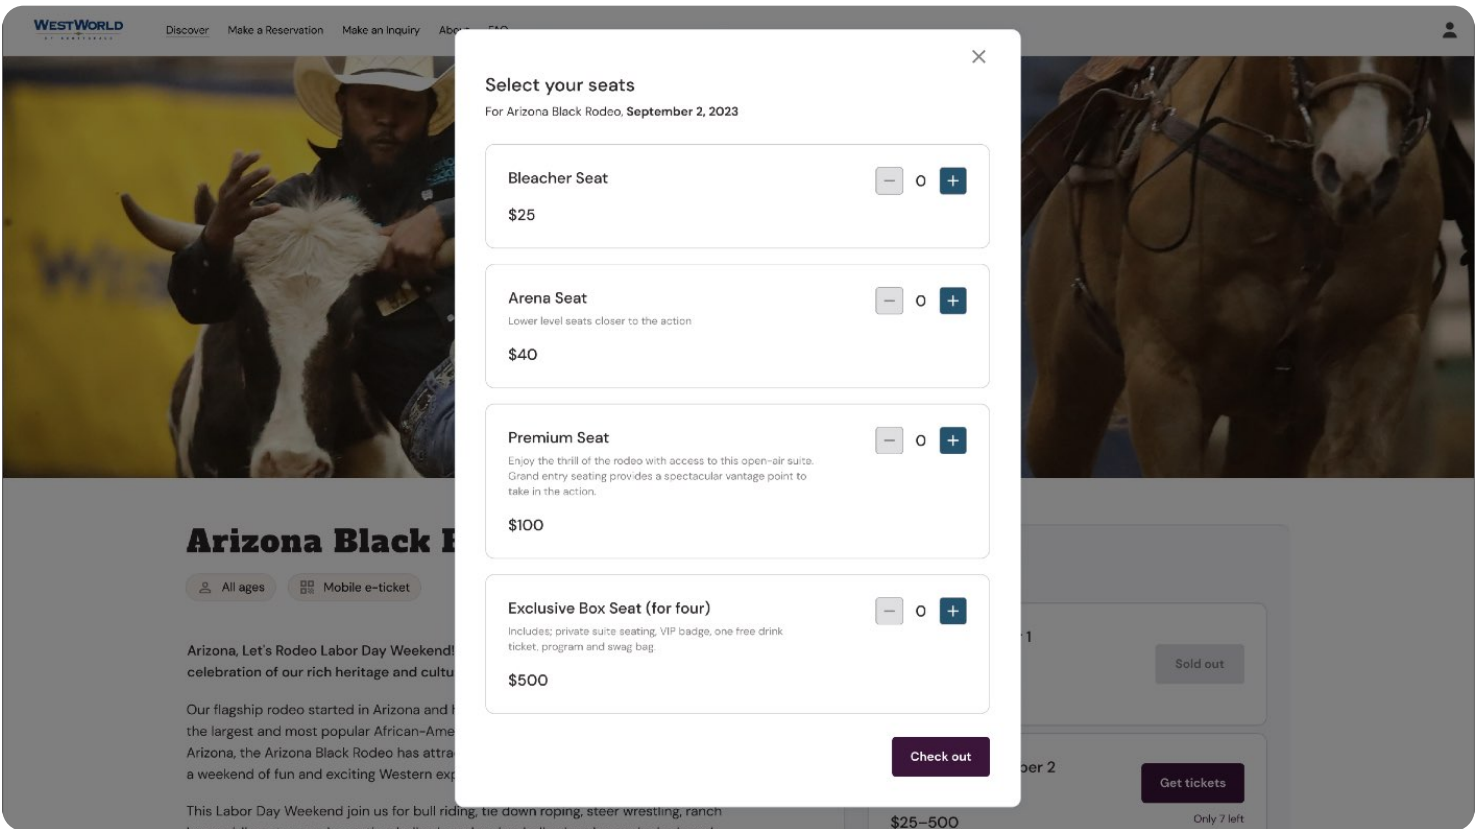 WESTWORLD
Discover
Make a Reservation
Make an Inquiry
Select your seats
For Arizona Black Rodeo, September 2, 2023
Bleacher Seat
0
$25
Arena Seat
0
Lower level seats closer to the action
$40
Premium Seat
0
Enjoy the thrill of the rodeo with access to this open-air suite.
Grand entry seating provides a spectacular vantage point to
take in the action.
$100
Exclusive Box Seat (for four)
0
Includes; private suite seating, VIP badge, one free drink
ticket, program and swag bag.
$500
Check out
Arizona Black
All ages
Mobile e-ticket
Arizona, Let's Rodeo Labor Day Weekend!
celebration of our rich heritage and
Our flagship rodeo started in Arizona and
the largest and most popular
Arizona, the Arizona Black Rodeo has
a weekend of fun and exciting Western
This Labor Day Weekend join us for bull riding, tie down roping, steer wrestling, ranch
1
Sold out
2
Get tickets
$25–500
Only 7 left